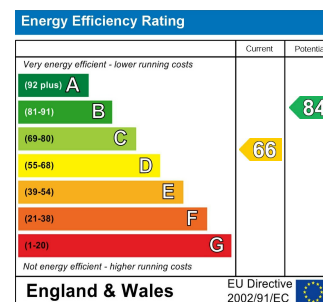 Energy Efficiency Rating
Current
Potentia
Very energy efficient - lower running costs
(92 plus) A
(81-91) B
(69-80) C
(55-68) D
(39-54) E
(21-38) F
(1-20) G
66
84
Not energy efficient - higher running costs
England & Wales
EU Directive
2002/91/EC